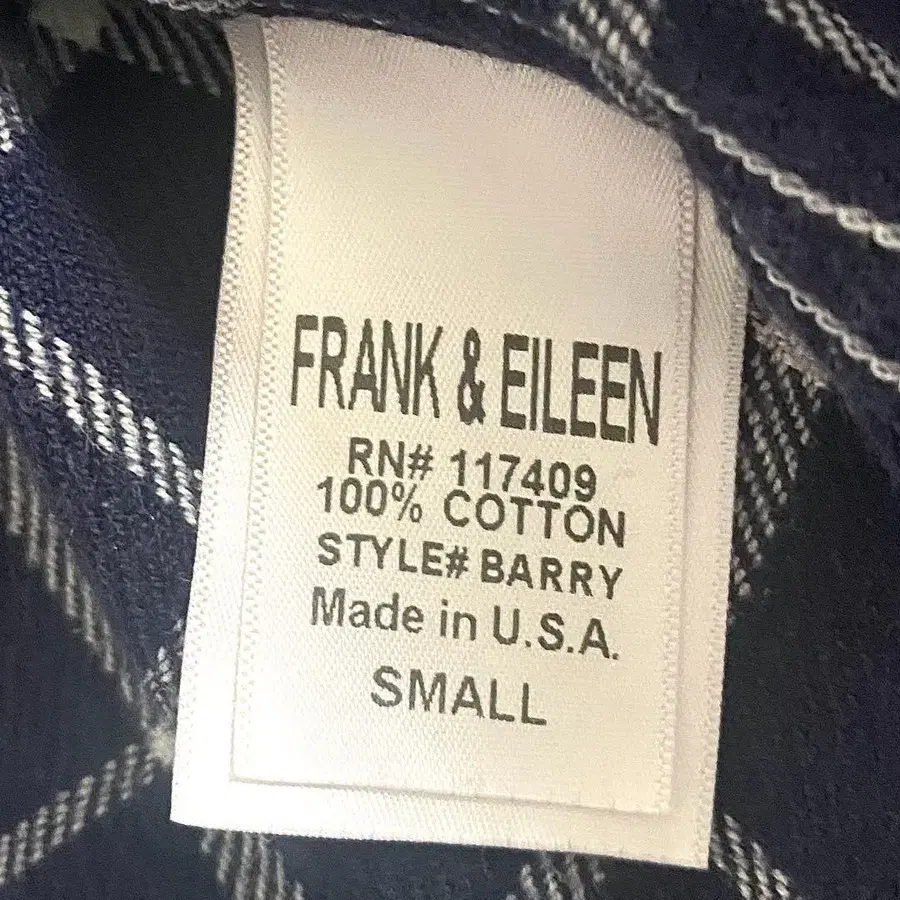 FRANK & EILEEN
RN# 117409
100% COTTON
STYLE# BARRY
Made in U.S.A.
SMALL